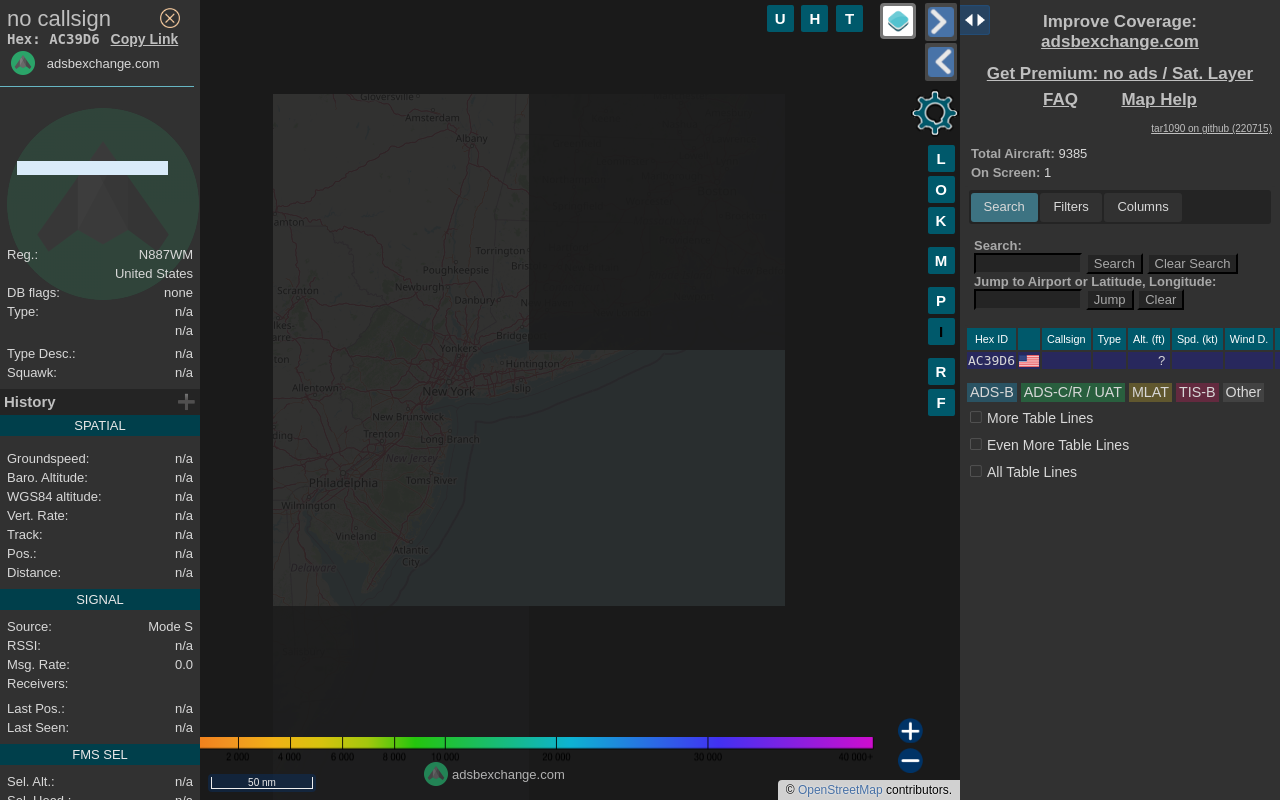 no callsign
Hex: AC39D6 Copy Link
adsbexchange.com
Reg.: N887WM
United States
DB flags: none
Type: n/a
n/a
Type Desc.: n/a
Squawk: n/a
History
SPATIAL
Groundspeed: n/a
Baro. Altitude: n/a
WGS84 altitude: n/a
Vert. Rate: n/a
Track: n/a
Pos.: n/a
Distance: n/a
SIGNAL
Source: Mode S
RSSI: n/a
Msg. Rate: 0.0
Receivers:
Last Pos.: n/a
Last Seen: n/a
FMS SEL
Sel. Alt.: n/a
U H T
L
O
K
M
P
I
R
F
Gloversville
Amsterdam
Albany
Torrington
Poughkeepsie
Newburgh
Scranton
Danbury
Yonkers
Huntington
Allentown
New York
Islip
New Brunswick
Trenton
Long Branch
New Jersey
Philadelphia
Toms River
Wilmington
Vineland
Atlantic
City
Delaware
2 000 4 000 6 000 8 000 10 000 20 000 30 000 40 000+
adsbexchange.com
50 nm
© OpenStreetMap contributors.
Improve Coverage:
adsbexchange.com
Get Premium: no ads / Sat. Layer
FAQ Map Help
tar1090 on github (220715)
Total Aircraft: 9385
On Screen: 1
Search Filters Columns
Search:
Search Clear Search
Jump to Airport or Latitude, Longitude:
Jump Clear
Hex ID Callsign Type Alt. (ft) Spd. (kt) Wind D.
AC39D6 ?
ADS-B ADS-C/R / UAT MLAT TIS-B Other
More Table Lines
Even More Table Lines
All Table Lines